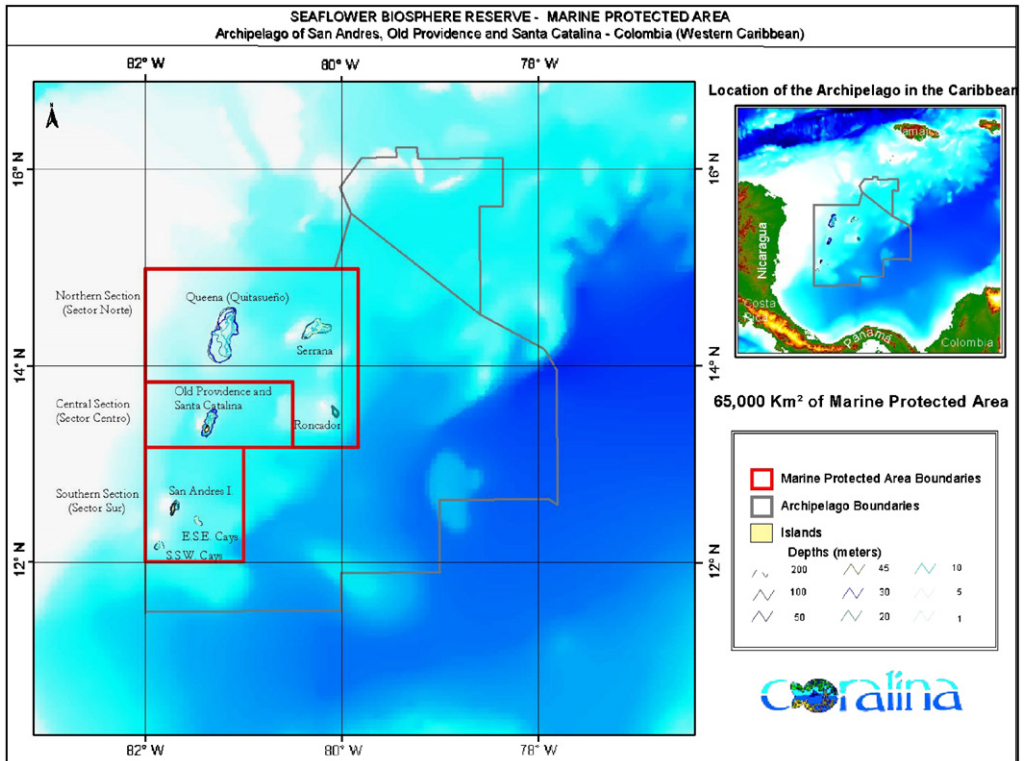 SEAFLOWER BIOSPHERE RESERVE - MARINE PROTECTED AREA
Archipelago of San Andres, Old Providence and Santa Catalina - Colombia (Western Caribbean)
82° W
80° W
78° W
N
16° N
16° N
Northern Section
(Sector Norte)
Queena (Quitasueño)
Serrana
14° N
14° N
Central Section
(Sector Centro)
Old Providence and
Santa Catalina
Roncador
Southern Section
(Sector Sur)
San Andres I.
E.S.E. Cays
S.S.W. Cays
12° N
12° N
82° W
80° W
78° W
Location of the Archipelago in the Caribbean
Jamai
Nicaragua
Costa
Rica
Panamá
Colombia
65,000 Km² of Marine Protected Area
Marine Protected Area Boundaries
Archipelago Boundaries
Islands
Depths (meters)
200 45 10
100 30 5
50 20 1
coralina